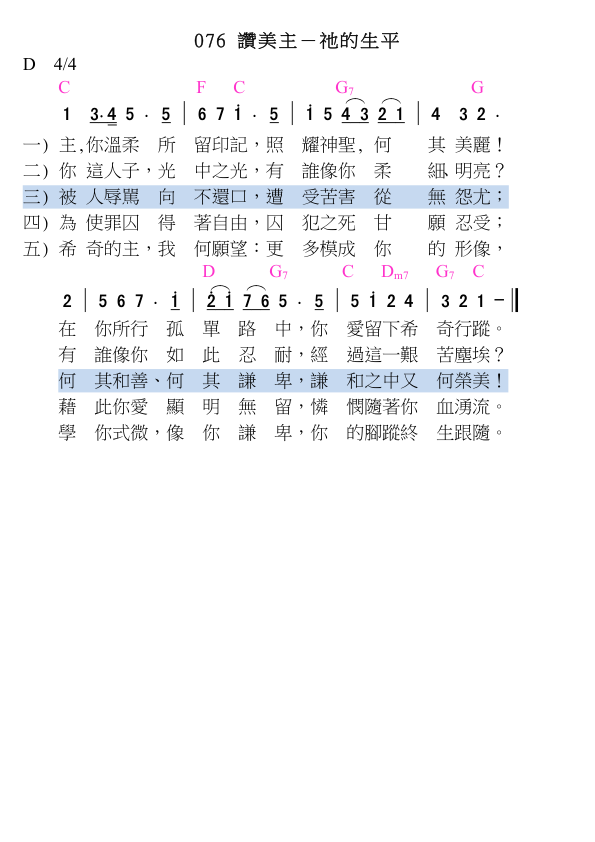 076 讚美主－祂的生平
D 4/4
C F C G7 G
1 3·4 5 · 5 | 6 7 i · 5 | i 5 4 3 2 1 | 4 3 2 ·
一) 主,你溫柔 所 留印記，照 耀神聖, 何 其 美麗！
二) 你 這人子，光 中之光，有 誰像你 柔 細、明亮？
三) 被 人辱罵 向 不還口，遭 受苦害 從 無 怨尤；
四) 為 使罪囚 得 著自由，囚 犯之死 甘 願 忍受；
五) 希 奇的主，我 何願望：更 多模成 你 的 形像，
D G7 C Dm7 G7 C
2 | 5 6 7 · i | 2 i 7 6 5 · 5 | 5 i 2 4 | 3 2 1 － ‖
在 你所行 孤 單 路 中，你 愛留下希 奇行蹤。
有 誰像你 如 此 忍 耐，經 過這一艱 苦塵埃？
何 其和善、何 其 謙 卑，謙 和之中又 何榮美！
藉 此你愛 顯 明 無 留，憐 憫隨著你 血湧流。
學 你式微，像 你 謙 卑，你 的腳蹤終 生跟隨。